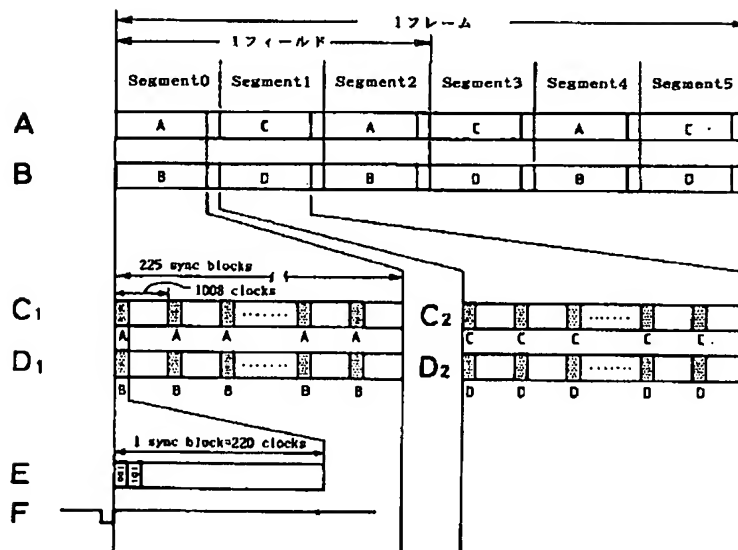 1フレーム
1フィールド
Segment0 Segment1 Segment2 Segment3 Segment4 Segment5
A A C A C A C
B B D B D B D
225 sync blocks
1008 clocks
C1 C2
A A A A A C C C C C
D1 D2
B B B B B D D D D D
1 sync block=220 clocks
E
F